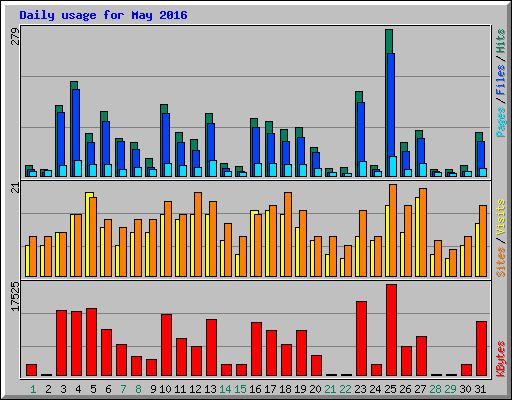 Daily usage for May 2016
279
Pages/Files/Hits
21
Sites/Visits
17525
KBytes
1 2 3 4 5 6 7 8 9 10 11 12 13 14 15 16 17 18 19 20 21 22 23 24 25 26 27 28 29 30 31